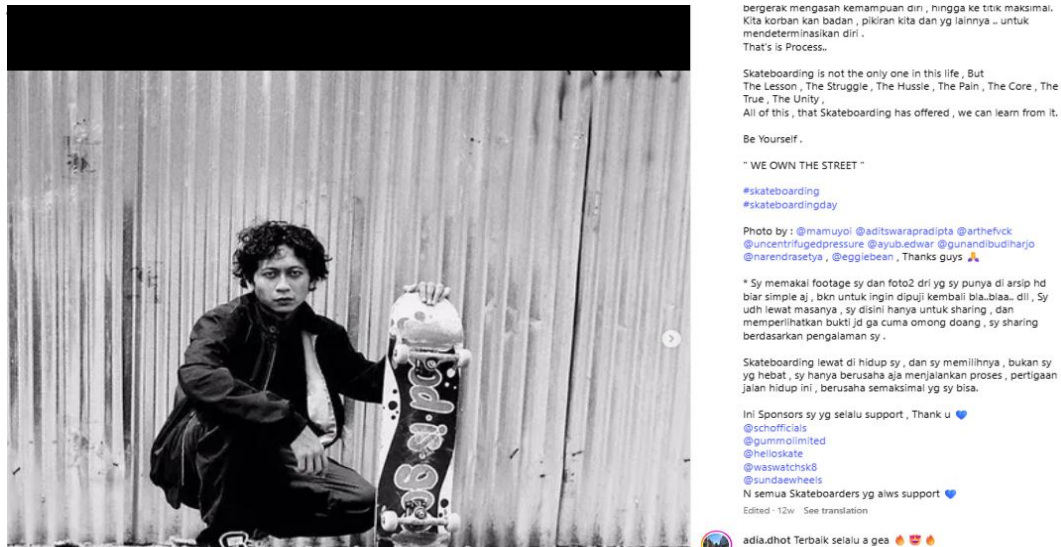 bergerak mengasah kemampuan diri , hingga ke titik maksimal.
Kita korban kan badan , pikiran kita dan yg lainnya .. untuk
mendeterminasikan diri .
That's is Process..
Skateboarding is not the only one in this life , But
The Lesson , The Struggle , The Hussle , The Pain , The Core , The
True , The Unity ,
All of this , that Skateboarding has offered , we can learn from it.
Be Yourself .
" WE OWN THE STREET "
#skateboarding
#skateboardingday
Photo by : @mamuyoi @aditswarapradipta @arthefvck
@uncentrifugedpressure @ayub.edwar @gunandibudiharjo
@narendrasetya , @eggiebean , Thanks guys 🙏
* Sy memakai footage sy dan foto2 dri yg sy punya di arsip hd
biar simple aj , bkn untuk ingin dipuji kembali bla..blaa.. dll , Sy
udh lewat masanya , sy disini hanya untuk sharing , dan
memperlihatkan bukti jd ga cuma omong doang , sy sharing
berdasarkan pengalaman sy .
Skateboarding lewat di hidup sy , dan sy memilihnya , bukan sy
yg hebat , sy hanya berusaha aja menjalankan proses , pertigaan
jalan hidup ini , berusaha semaksimal yg sy bisa.
Ini Sponsors sy yg selalu support , Thank u 💙
@schofficials
@gummolimited
@helloskate
@waswatchsk8
@sundaewheels
N semua Skateboarders yg alws support 💙
Edited · 12w See translation
adia.dhot Terbaik selalu a gea 🔥 😍 🔥